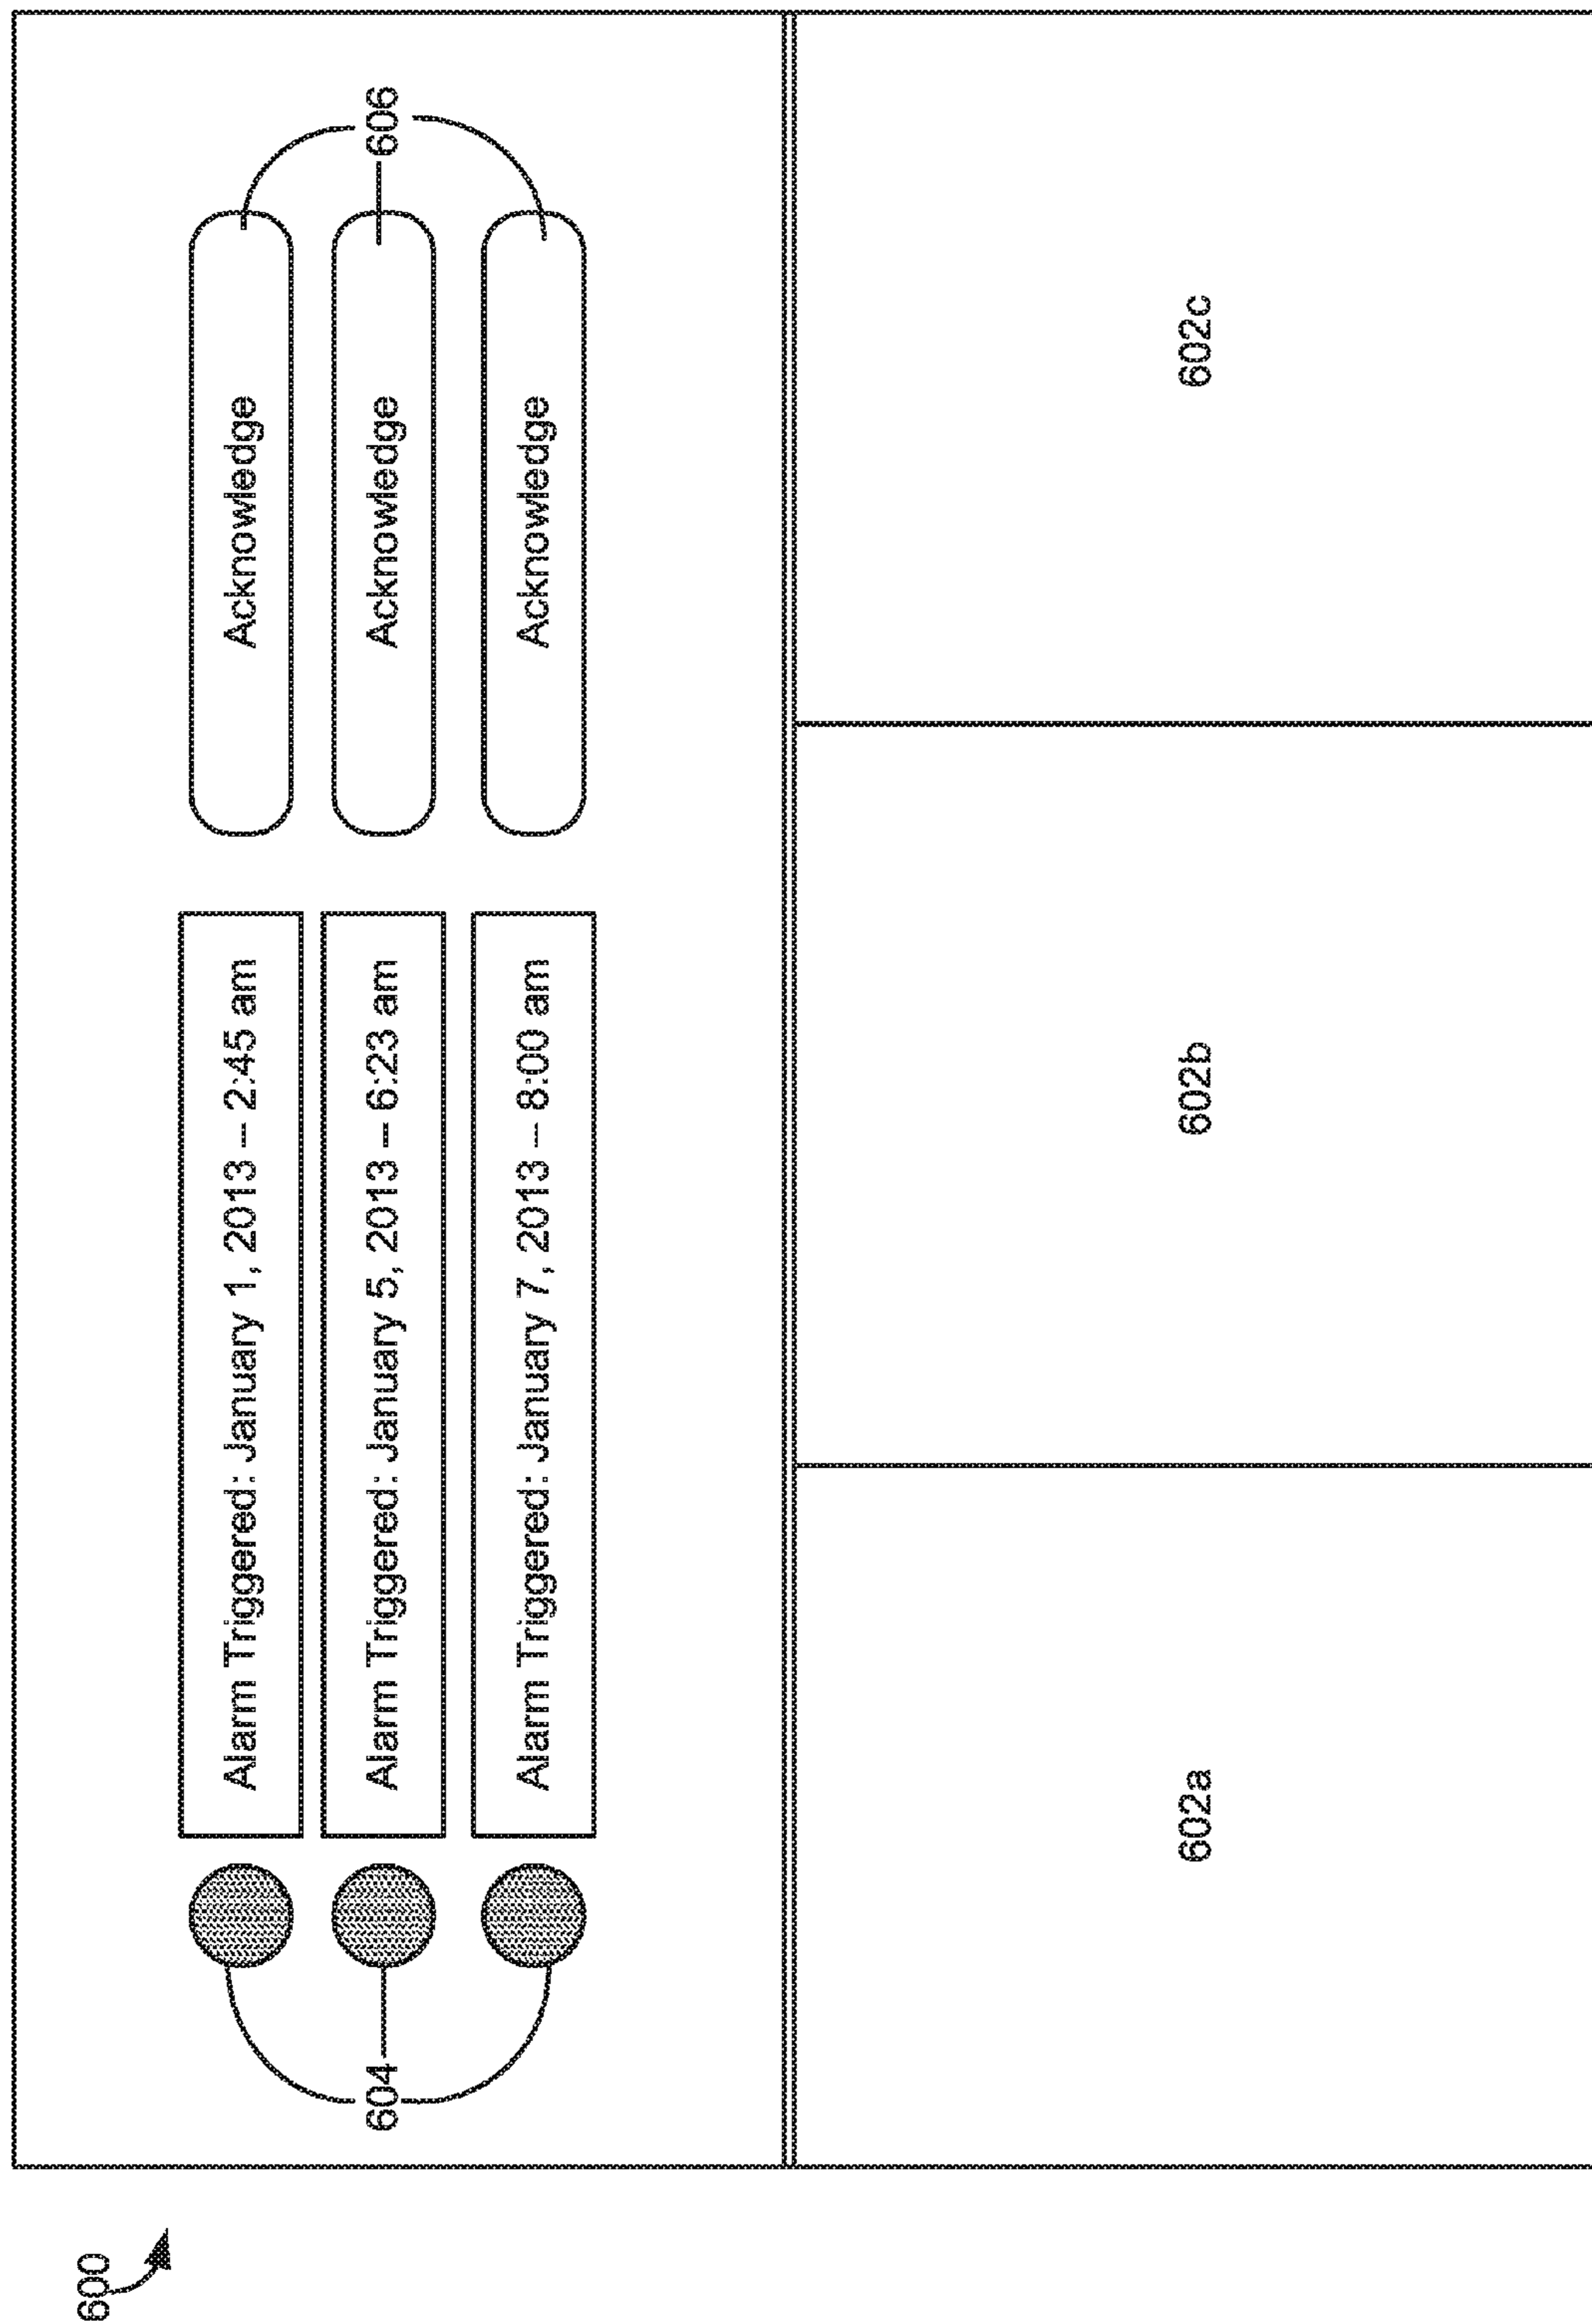 600
604
Alarm Triggered: January 1, 2013 – 2:45 am
Acknowledge
Alarm Triggered: January 5, 2013 – 6:23 am
Acknowledge
606
Alarm Triggered: January 7, 2013 – 8:00 am
Acknowledge
602a
602b
602c